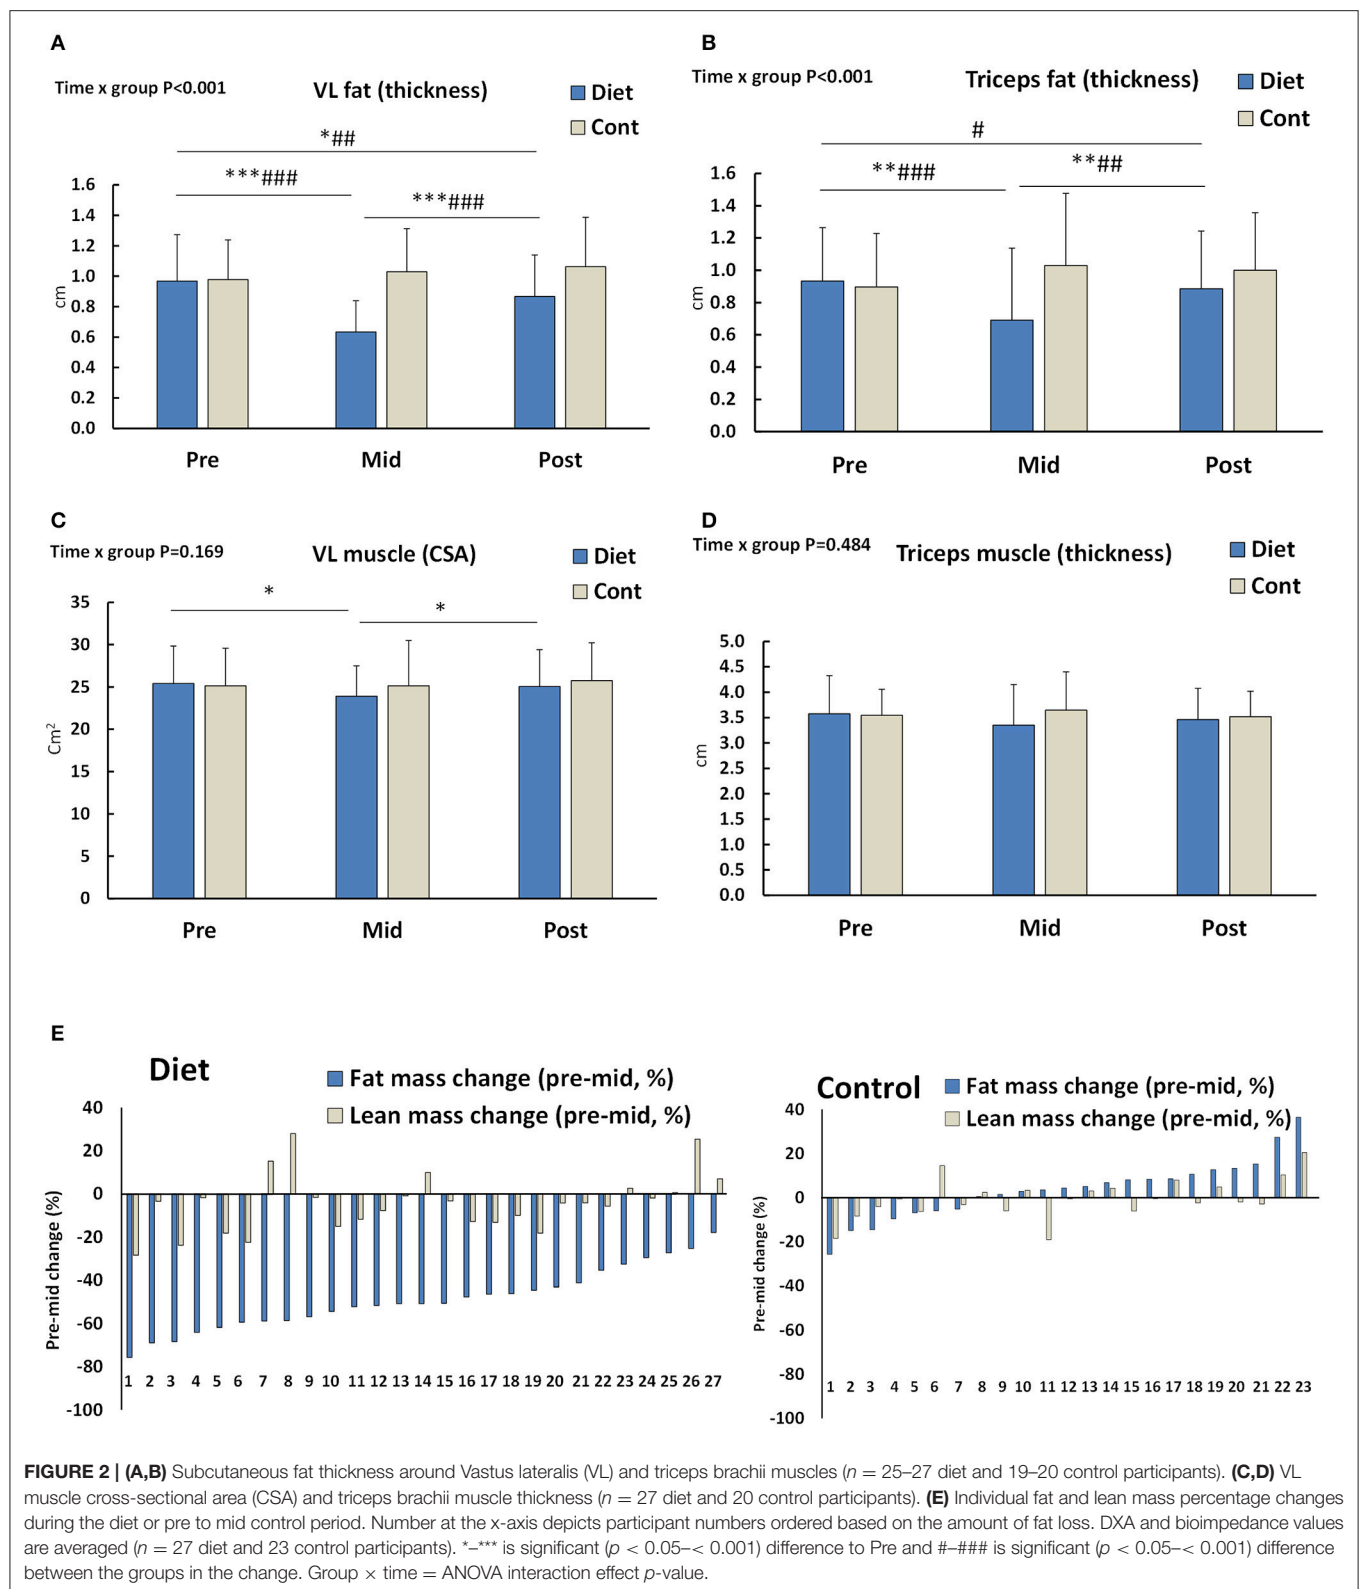 A
Time x group P<0.001
VL fat (thickness)
Diet
Cont
*##
***###
***###
1.6
1.4
1.2
1.0
0.8
0.6
0.4
0.2
0.0
cm
Pre Mid Post
B
Time x group P<0.001
Triceps fat (thickness)
Diet
Cont
#
**###
**##
1.6
1.4
1.2
1.0
0.8
0.6
0.4
0.2
0.0
cm
Pre Mid Post
C
Time x group P=0.169
VL muscle (CSA)
Diet
Cont
*
*
35
30
25
20
15
10
5
0
Cm²
Pre Mid Post
D
Time x group P=0.484
Triceps muscle (thickness)
Diet
Cont
5.0
4.5
4.0
3.5
3.0
2.5
2.0
1.5
1.0
0.5
0.0
cm
Pre Mid Post
E
Diet
Fat mass change (pre-mid, %)
Lean mass change (pre-mid, %)
40
20
0
-20
-40
-60
-80
-100
Pre-mid change (%)
1 2 3 4 5 6 7 8 9 10 11 12 13 14 15 16 17 18 19 20 21 22 23 24 25 26 27
Control
Fat mass change (pre-mid, %)
Lean mass change (pre-mid, %)
40
20
0
-20
-40
-60
-80
-100
Pre-mid change (%)
1 2 3 4 5 6 7 8 9 10 11 12 13 14 15 16 17 18 19 20 21 22 23
FIGURE 2 | (A,B) Subcutaneous fat thickness around Vastus lateralis (VL) and triceps brachii muscles (n = 25–27 diet and 19–20 control participants). (C,D) VL
muscle cross-sectional area (CSA) and triceps brachii muscle thickness (n = 27 diet and 20 control participants). (E) Individual fat and lean mass percentage changes
during the diet or pre to mid control period. Number at the x-axis depicts participant numbers ordered based on the amount of fat loss. DXA and bioimpedance values
are averaged (n = 27 diet and 23 control participants). *–*** is significant (p < 0.05–< 0.001) difference to Pre and #–### is significant (p < 0.05–< 0.001) difference
between the groups in the change. Group × time = ANOVA interaction effect p-value.